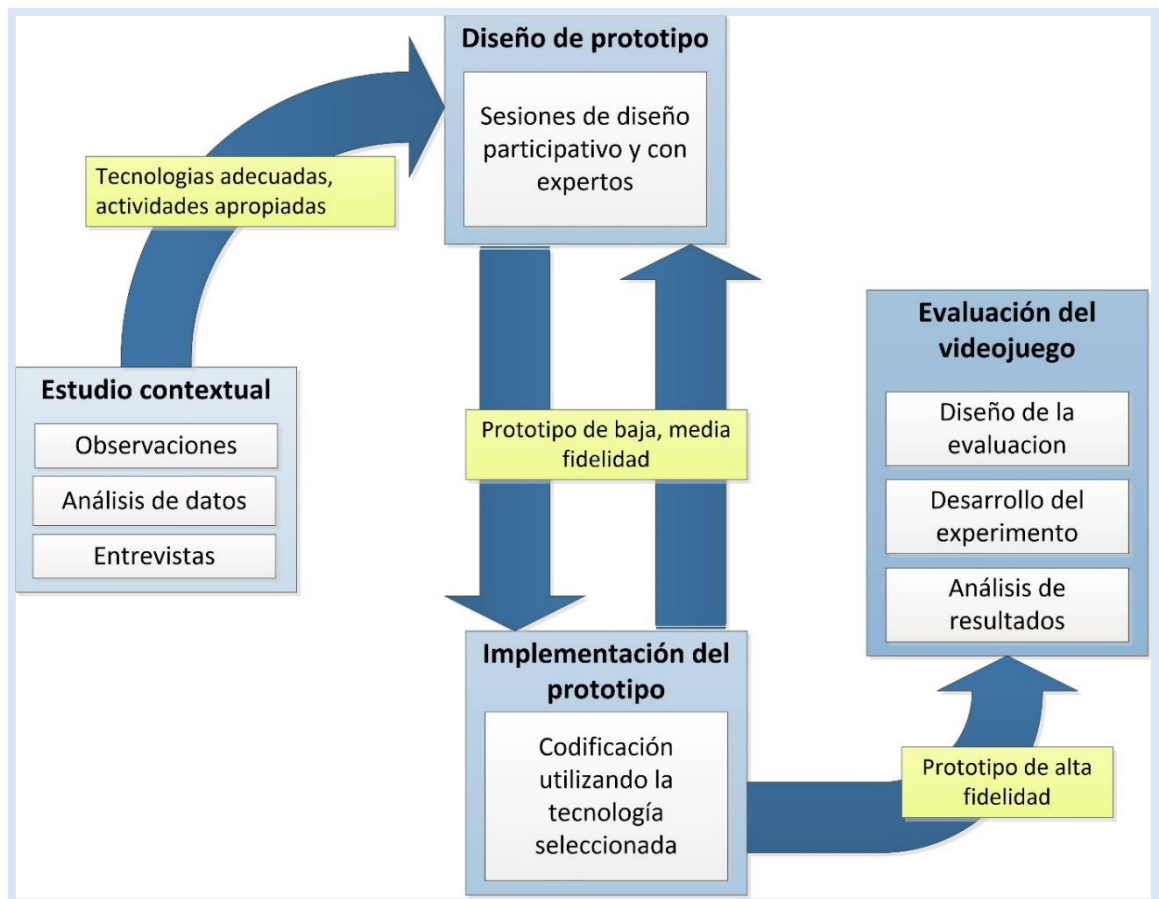 Diseño de prototipo
Sesiones de diseño
participativo y con
expertos
Tecnologias adecuadas,
actividades apropiadas
Estudio contextual
Observaciones
Análisis de datos
Entrevistas
Prototipo de baja, media
fidelidad
Implementación del
prototipo
Codificación
utilizando la
tecnología
seleccionada
Prototipo de alta
fidelidad
Evaluación del
videojuego
Diseño de la
evaluacion
Desarrollo del
experimento
Análisis de
resultados